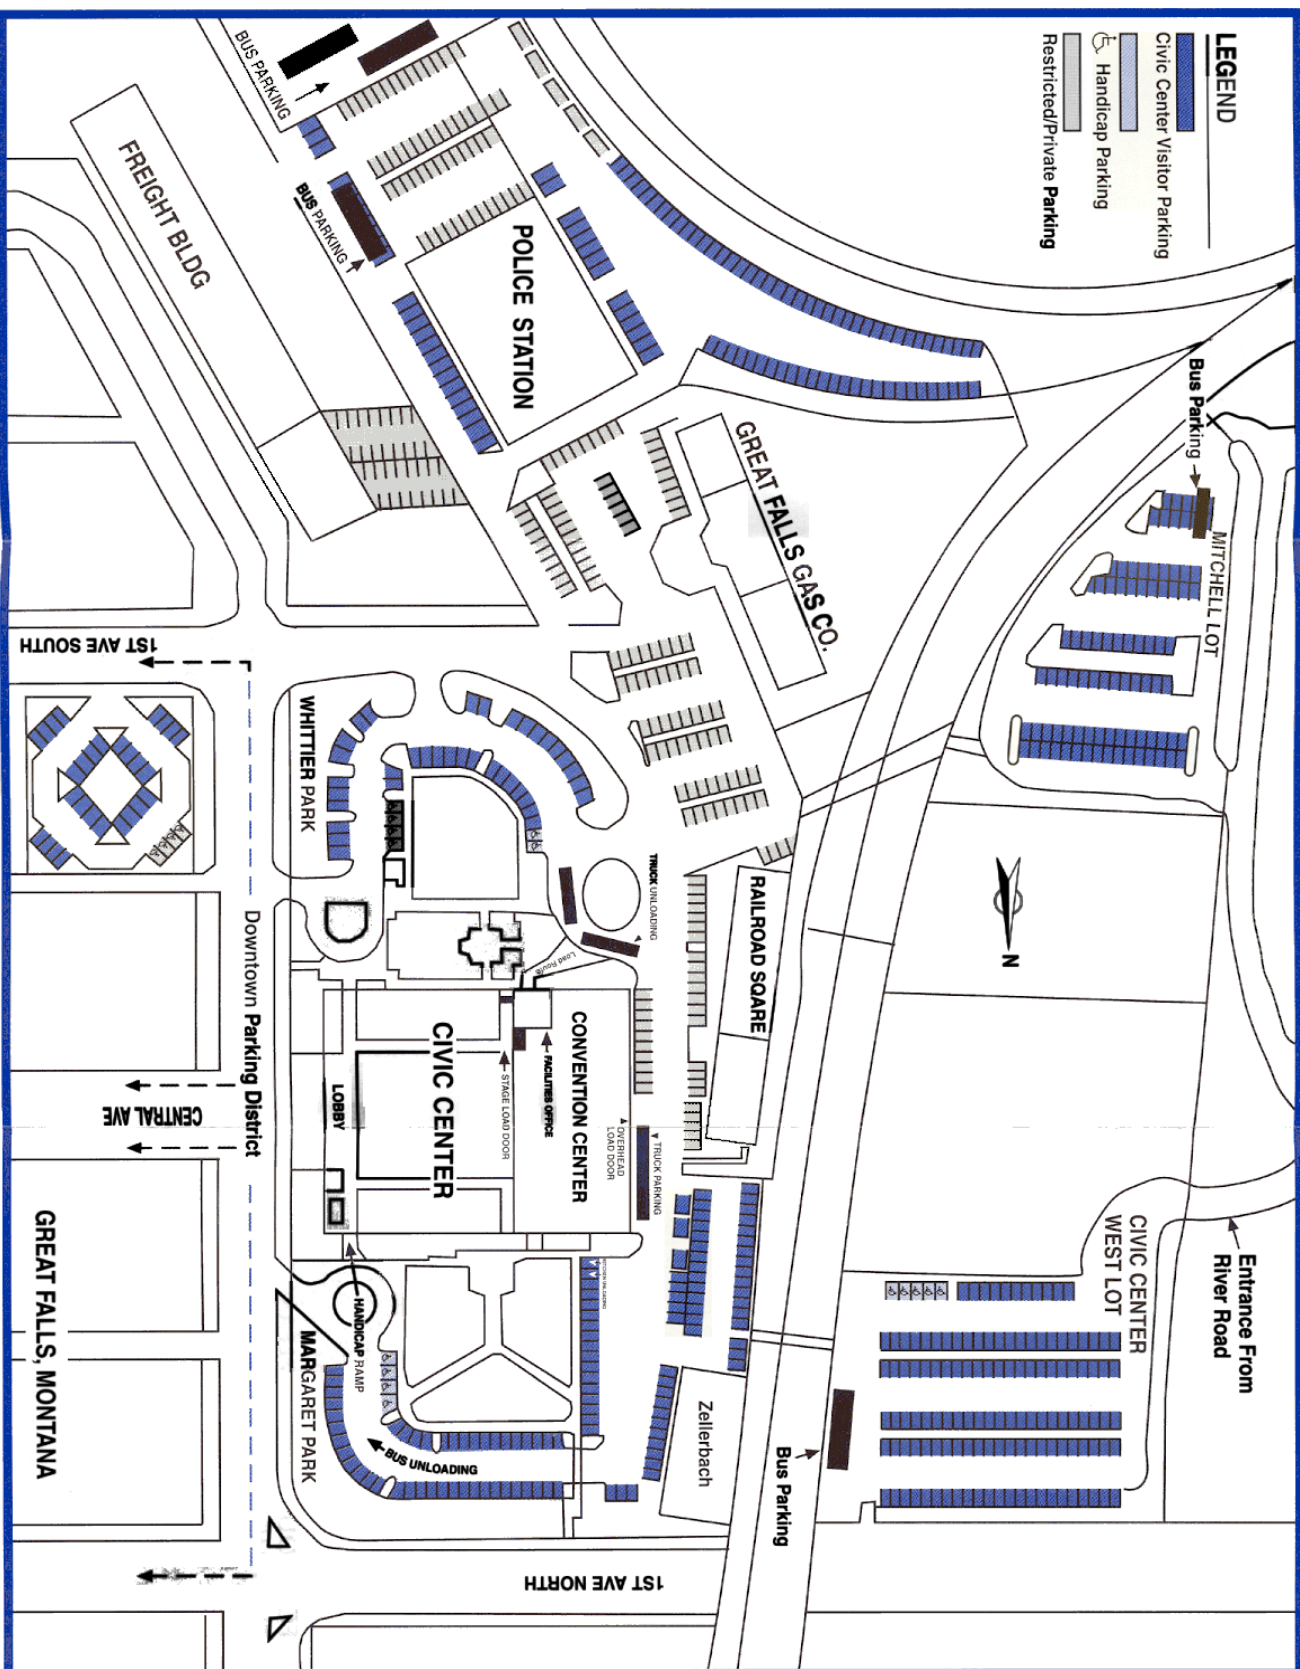 LEGEND
Civic Center Visitor Parking
Handicap Parking
Restricted/Private Parking
BUS PARKING
FREIGHT BLDG
BUS PARKING
POLICE STATION
Bus Parking
MITCHELL LOT
GREAT FALLS GAS CO.
1ST AVE SOUTH
WHITTIER PARK
TRUCK UNLOADING
RAILROAD SQARE
N
Load Route
Downtown Parking District
CENTRAL AVE
LOBBY
CIVIC CENTER
STAGE LOAD DOOR
FACILITIES OFFICE
CONVENTION CENTER
OVERHEAD
LOAD DOOR
TRUCK PARKING
CIVIC CENTER
WEST LOT
Entrance From
River Road
KITCHEN UNLOADING
HANDICAP RAMP
MARGARET PARK
BUS UNLOADING
Zellerbach
Bus Parking
GREAT FALLS, MONTANA
1ST AVE NORTH